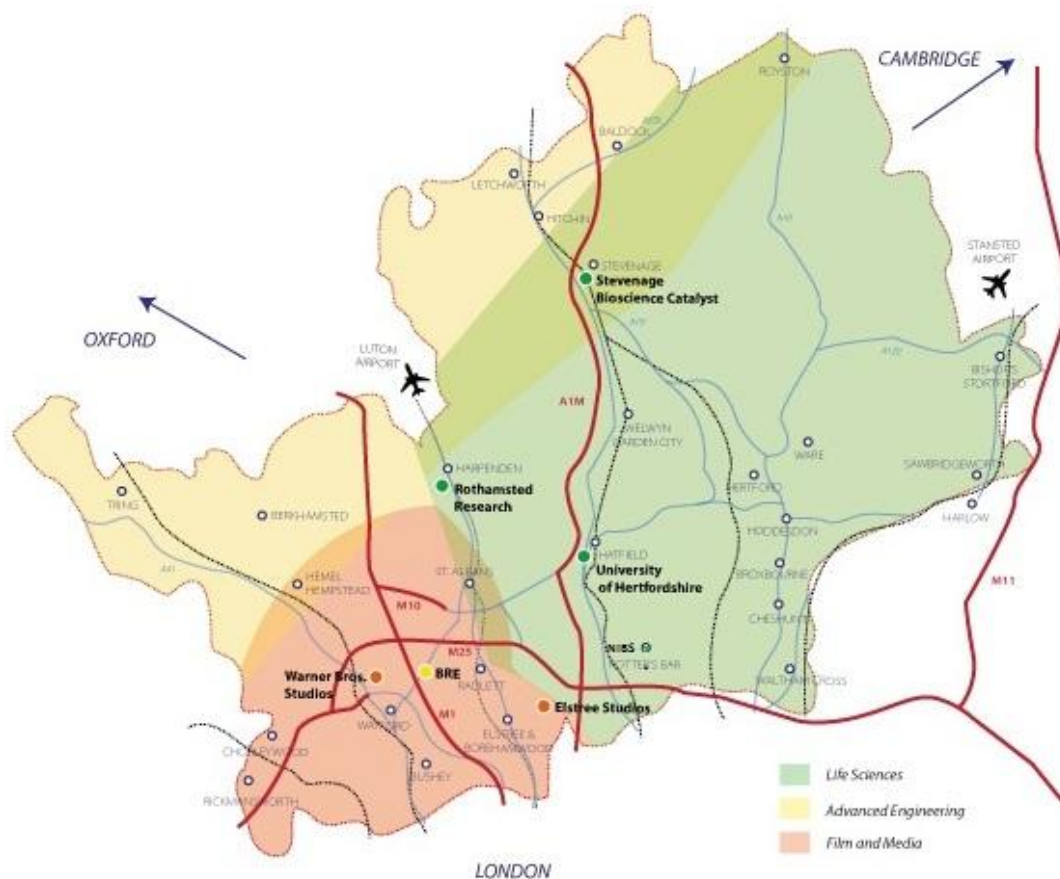 CAMBRIDGE
ROYSTON
BALDOCK
LETCHWORTH
HITCHIN
STANSTED
AIRPORT
STEVENAGE
Stevenage
Bioscience Catalyst
OXFORD
LUTON
AIRPORT
BISHOP'S
STORTFORD
A1M
WELWYN
GARDEN CITY
WARE
HARPENDEN
SAWBRIDGEWORTH
Rothamsted
Research
HERTFORD
TRING
BERKHAMSTED
HARLOW
HODDESDON
HATFIELD
University
of Hertfordshire
BROXBOURNE
M11
HEMEL
HEMPSTEAD
ST. ALBANS
A41
M10
CHESHUNT
NIBS
POTTER'S BAR
M25
Warner Bros.
Studios
BRE
RADLETT
WALTHAM CROSS
Elstree Studios
WATFORD
M1
ELSTREE &
BOREHAMWOOD
CHORLEYWOOD
BUSHEY
RICKMANSWORTH
Life Sciences
Advanced Engineering
Film and Media
LONDON